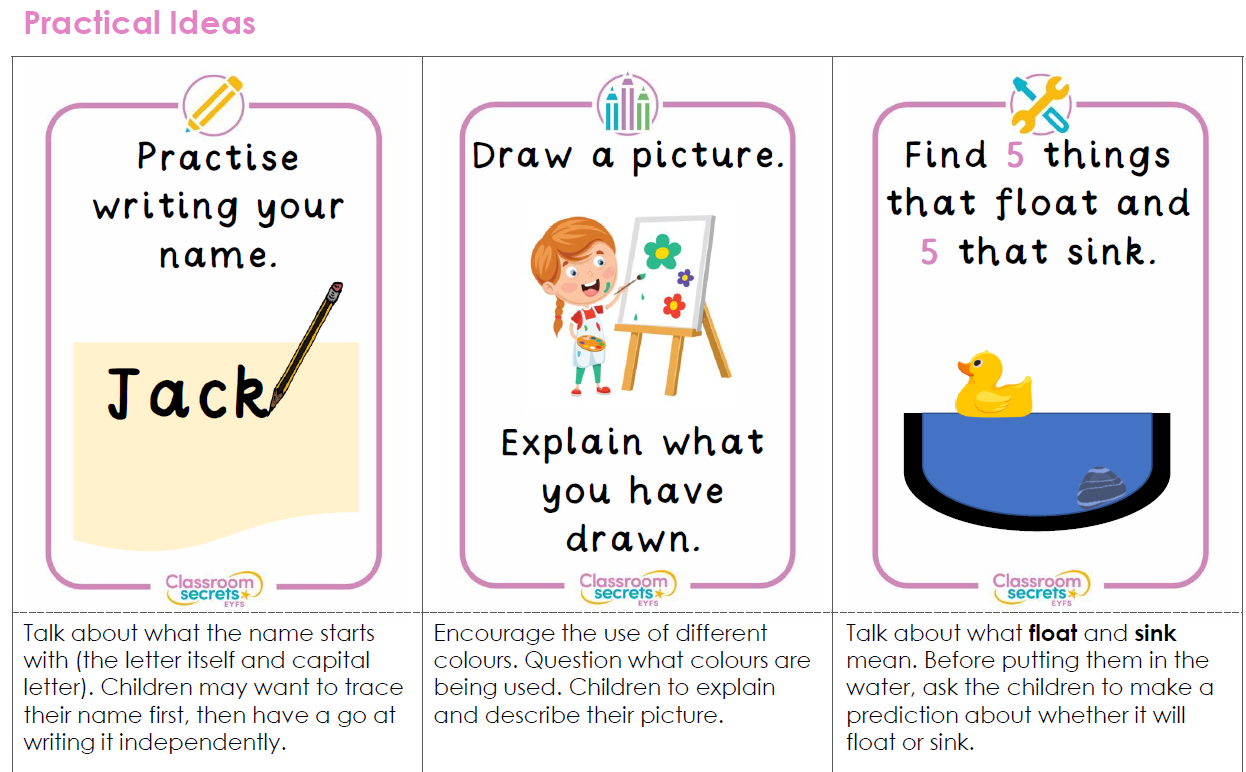 Practical Ideas
Practise
writing your
name.
Jack
Classroom
secrets
EYFS
Talk about what the name starts
with (the letter itself and capital
letter). Children may want to trace
their name first, then have a go at
writing it independently.
Draw a picture.
Explain what
you have
drawn.
Classroom
secrets
EYFS
Encourage the use of different
colours. Question what colours are
being used. Children to explain
and describe their picture.
Find 5 things
that float and
5 that sink.
Classroom
secrets
EYFS
Talk about what float and sink
mean. Before putting them in the
water, ask the children to make a
prediction about whether it will
float or sink.